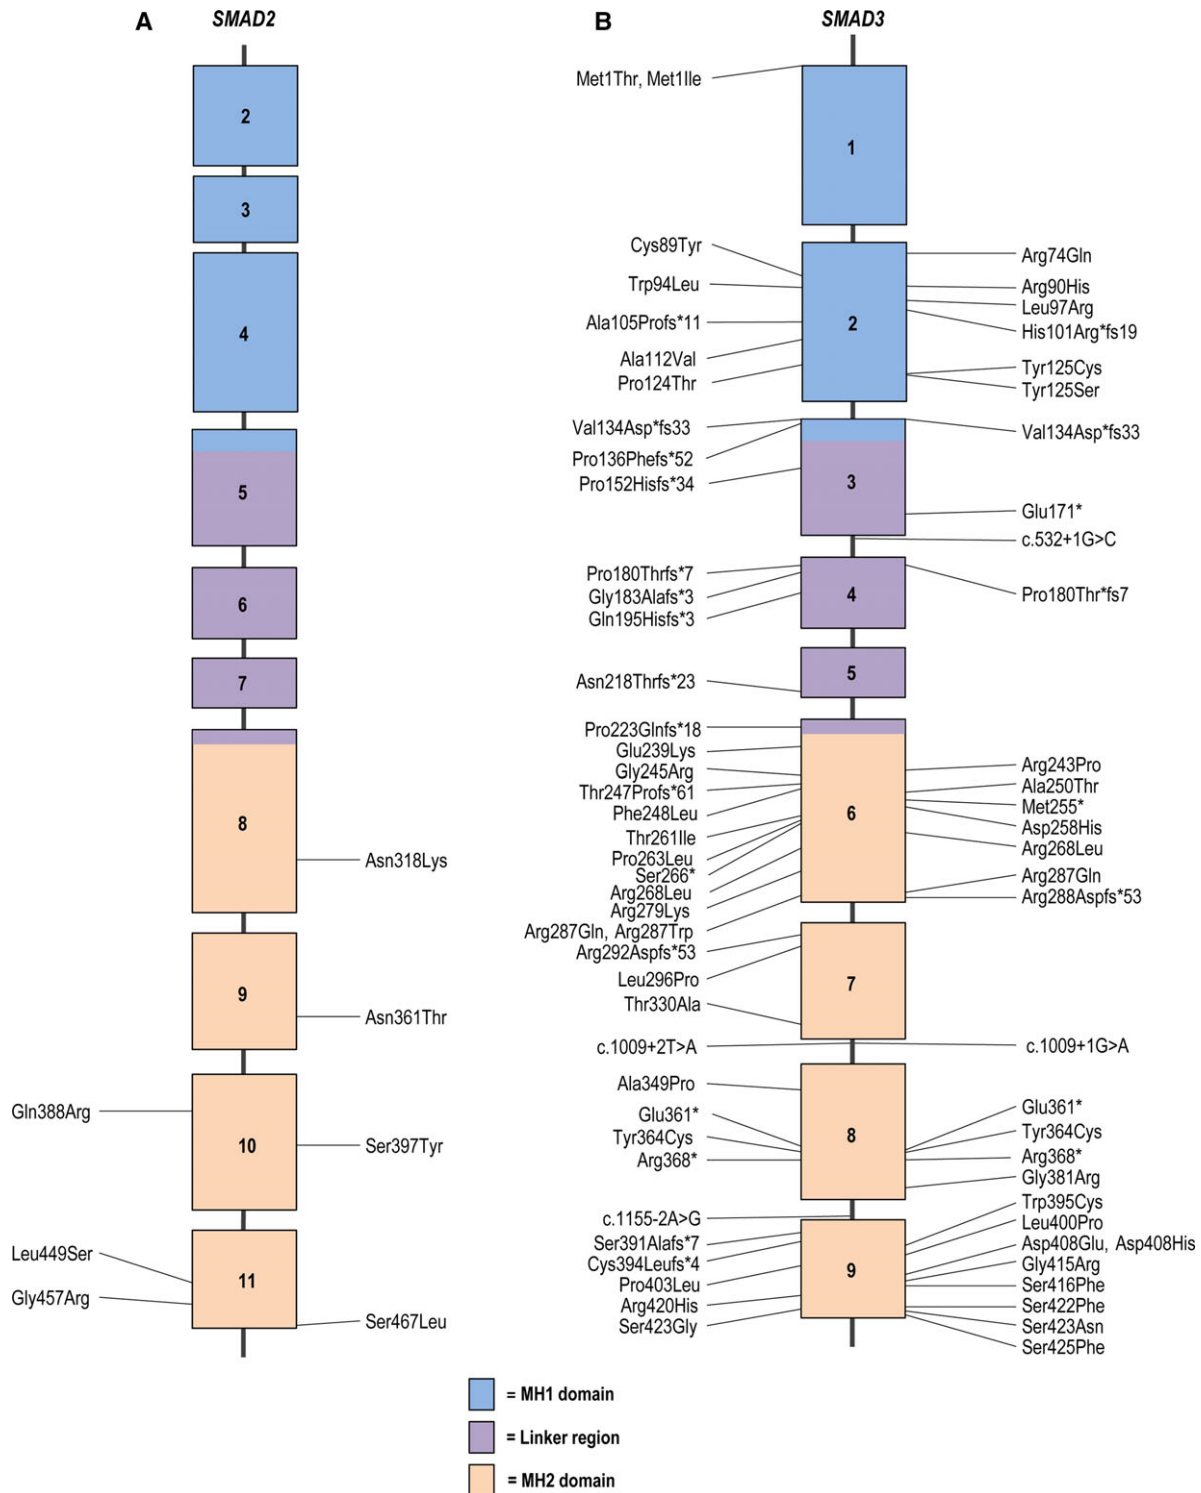 A SMAD2
2
3
4
5
6
7
8
Asn318Lys
9
Asn361Thr
Gln388Arg
10
Ser397Tyr
Leu449Ser
11
Gly457Arg
Ser467Leu
B SMAD3
Met1Thr, Met1Ile
1
Cys89Tyr
Trp94Leu
Ala105Profs*11
Ala112Val
Pro124Thr
2
Arg74Gln
Arg90His
Leu97Arg
His101Arg*fs19
Tyr125Cys
Tyr125Ser
Val134Asp*fs33
Pro136Phefs*52
Pro152Hisfs*34
3
Val134Asp*fs33
Glu171*
c.532+1G>C
Pro180Thrfs*7
Gly183Alafs*3
Gln195Hisfs*3
4
Pro180Thr*fs7
Asn218Thrfs*23
5
Pro223Glnfs*18
Glu239Lys
Gly245Arg
Thr247Profs*61
Phe248Leu
Thr261Ile
Pro263Leu
Ser266*
Arg268Leu
Arg279Lys
Arg287Gln, Arg287Trp
6
Arg243Pro
Ala250Thr
Met255*
Asp258His
Arg268Leu
Arg287Gln
Arg288Aspfs*53
Arg292Aspfs*53
Leu296Pro
Thr330Ala
7
c.1009+2T>A
c.1009+1G>A
Ala349Pro
Glu361*
Tyr364Cys
Arg368*
8
Glu361*
Tyr364Cys
Arg368*
Gly381Arg
c.1155-2A>G
Ser391Alafs*7
Cys394Leufs*4
Pro403Leu
Arg420His
Ser423Gly
9
Trp395Cys
Leu400Pro
Asp408Glu, Asp408His
Gly415Arg
Ser416Phe
Ser422Phe
Ser423Asn
Ser425Phe
= MH1 domain
= Linker region
= MH2 domain